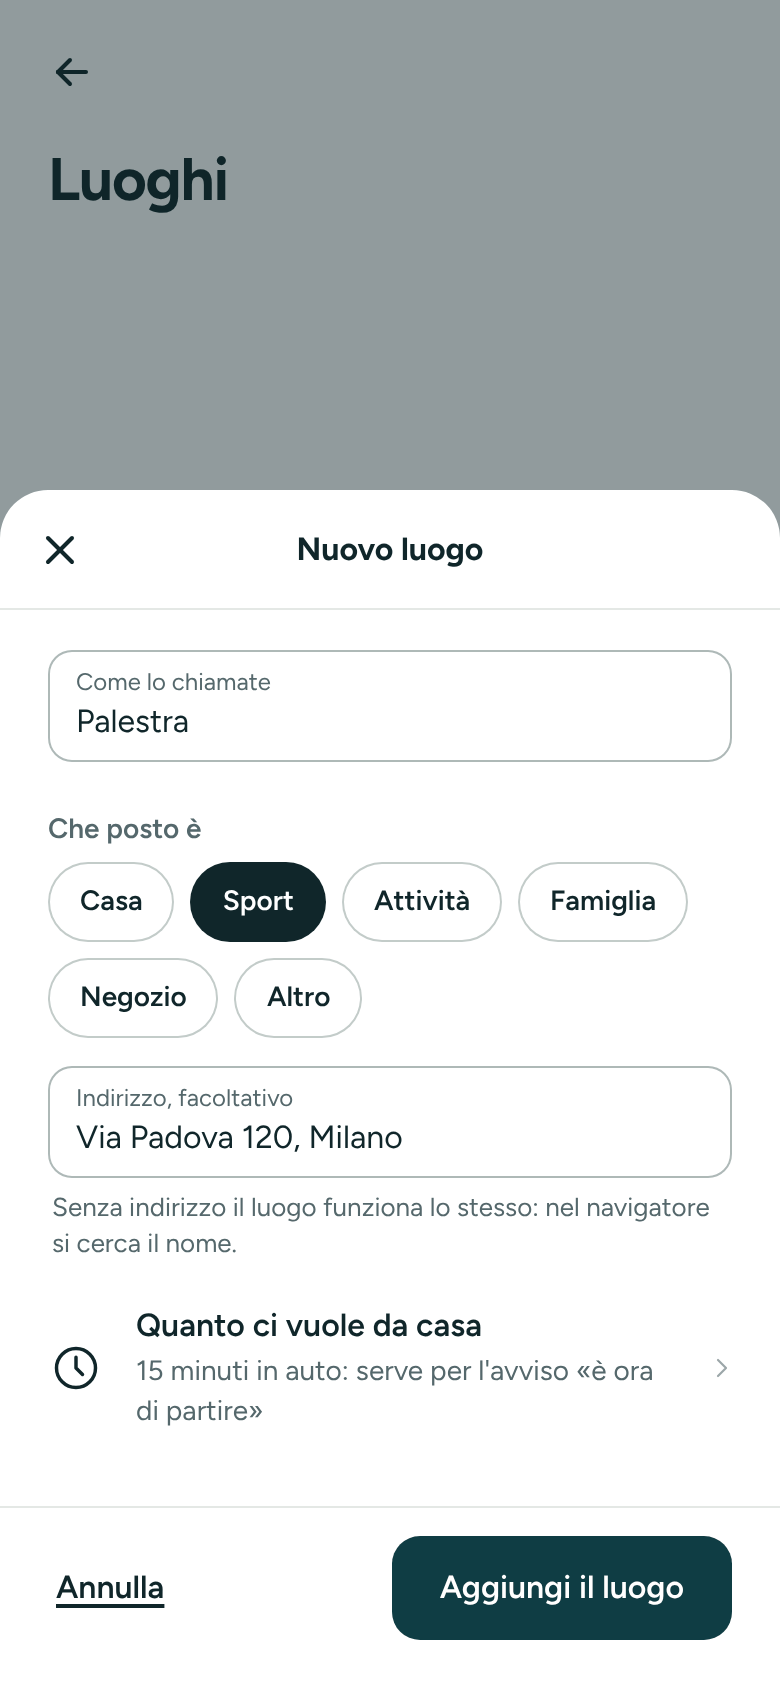 Luoghi
Nuovo luogo
Come lo chiamate
Palestra
Che posto è
Casa
Sport
Attività
Famiglia
Negozio
Altro
Indirizzo, facoltativo
Via Padova 120, Milano
Senza indirizzo il luogo funziona lo stesso: nel navigatore
si cerca il nome.
Quanto ci vuole da casa
15 minuti in auto: serve per l'avviso «è ora
di partire»
Annulla
Aggiungi il luogo